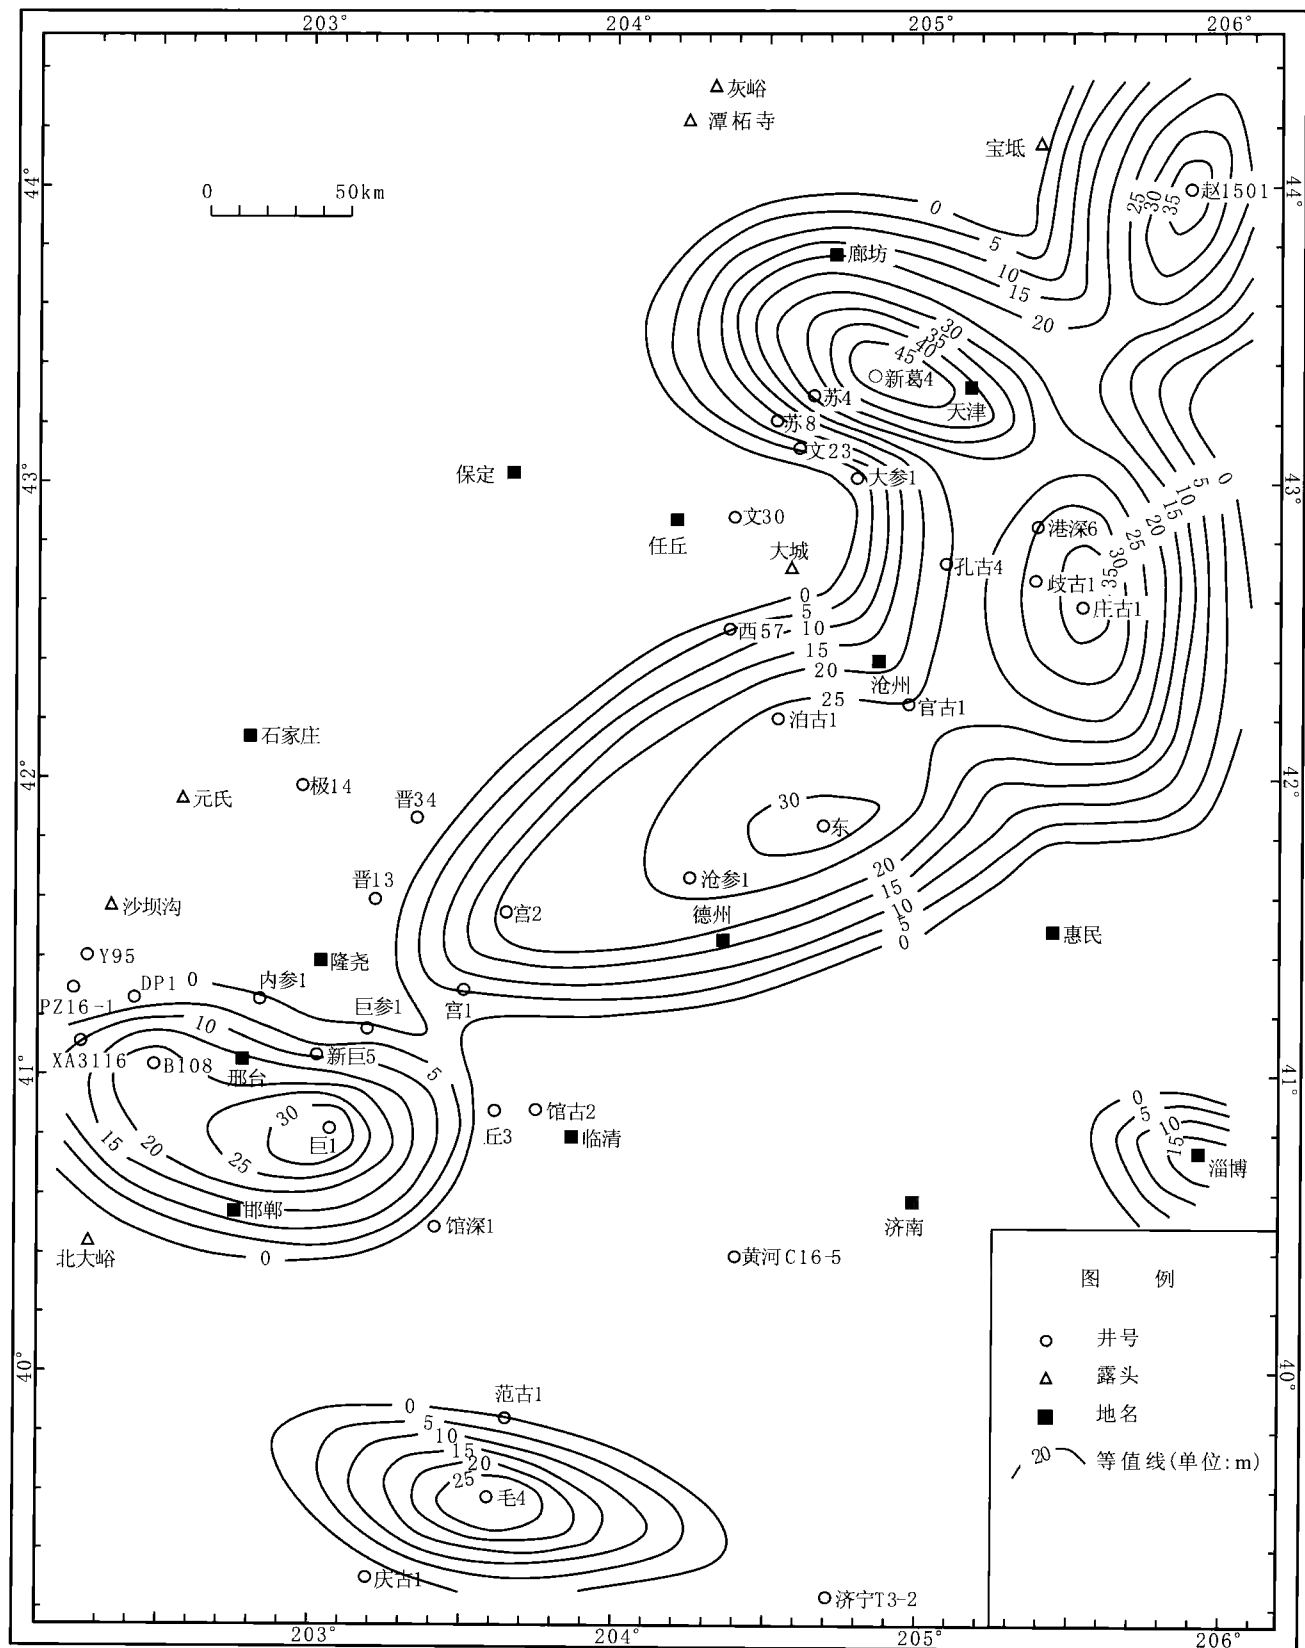 203° 204° 205° 206°
灰峪
潭柘寺
宝坻
44°
0 50km
赵1501
44°
25 30 35
0
5
10
15
20
廊坊
30
35
40
45
新葛4
天津
苏4
苏8
文23
大参1
43°
保定
文30
任丘
大城
0
5
10
15
20
25
43°
港深6
孔古4
歧古1
庄古1
30
35
0
5
10
15
20
25
西57
沧州
官古1
泊古1
石家庄
42°
极14
元氏
晋34
30
东
42°
晋13
沧参1
沙坝沟
宫2
德州
20
15
10
5
0
惠民
Y95
隆尧
PZ16-1
DP1
0
内参1
巨参1
宫1
10
XA3116
B108
邢台
新巨5
5
41°
41°
30
巨1
丘3
馆古2
临清
15
20
25
0
5
10
15
淄博
邯郸
馆深1
济南
北大峪
0
黄河C16-5
图 例
井号
露头
地名
20 等值线(单位:m)
40°
40°
范古1
0
5
10
15
20
25
毛4
庆古1
济宁T3-2
203° 204° 205° 206°